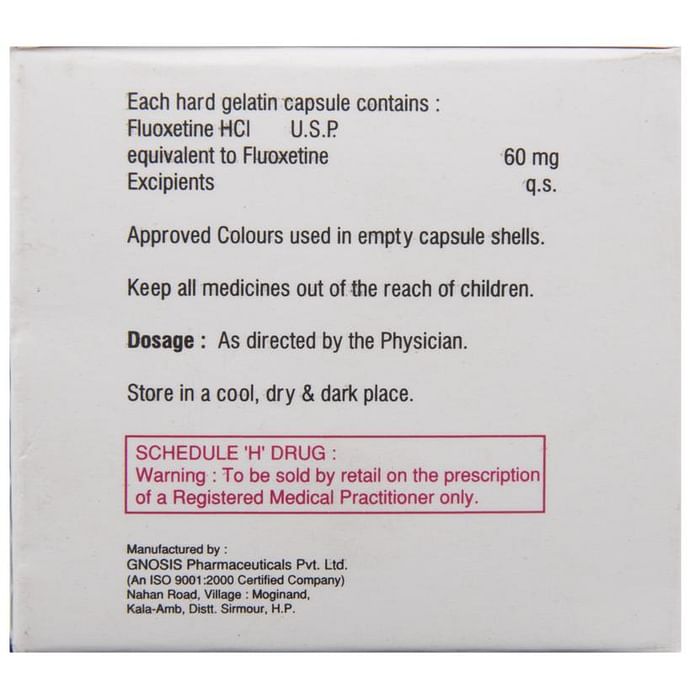 Each hard gelatin capsule contains :
Fluoxetine HCl U.S.P.
equivalent to Fluoxetine 60 mg
Excipients q.s.
Approved Colours used in empty capsule shells.
Keep all medicines out of the reach of children.
Dosage : As directed by the Physician.
Store in a cool, dry & dark place.
SCHEDULE 'H' DRUG :
Warning : To be sold by retail on the prescription
of a Registered Medical Practitioner only.
Manufactured by :
GNOSIS Pharmaceuticals Pvt. Ltd.
(An ISO 9001:2000 Certified Company)
Nahan Road, Village : Moginand,
Kala-Amb, Distt. Sirmour, H.P.